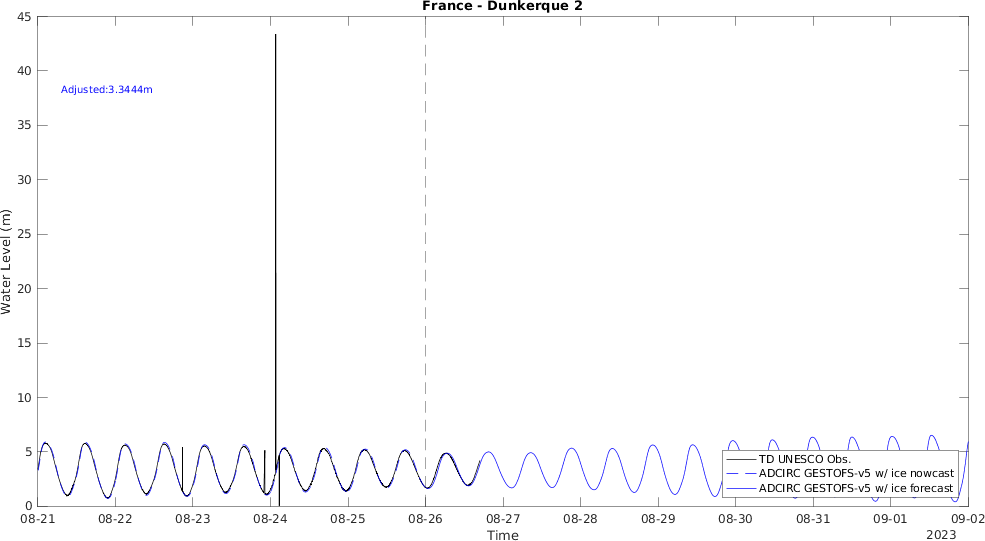 France - Dunkerque 2
45
40
35
30
25
20
15
10
5
0
Water Level (m)
Adjusted:3.3444m
TD UNESCO Obs.
ADCIRC GESTOFS-v5 w/ ice nowcast
ADCIRC GESTOFS-v5 w/ ice forecast
08-21 08-22 08-23 08-24 08-25 08-26 08-27 08-28 08-29 08-30 08-31 09-01 09-02
Time
2023